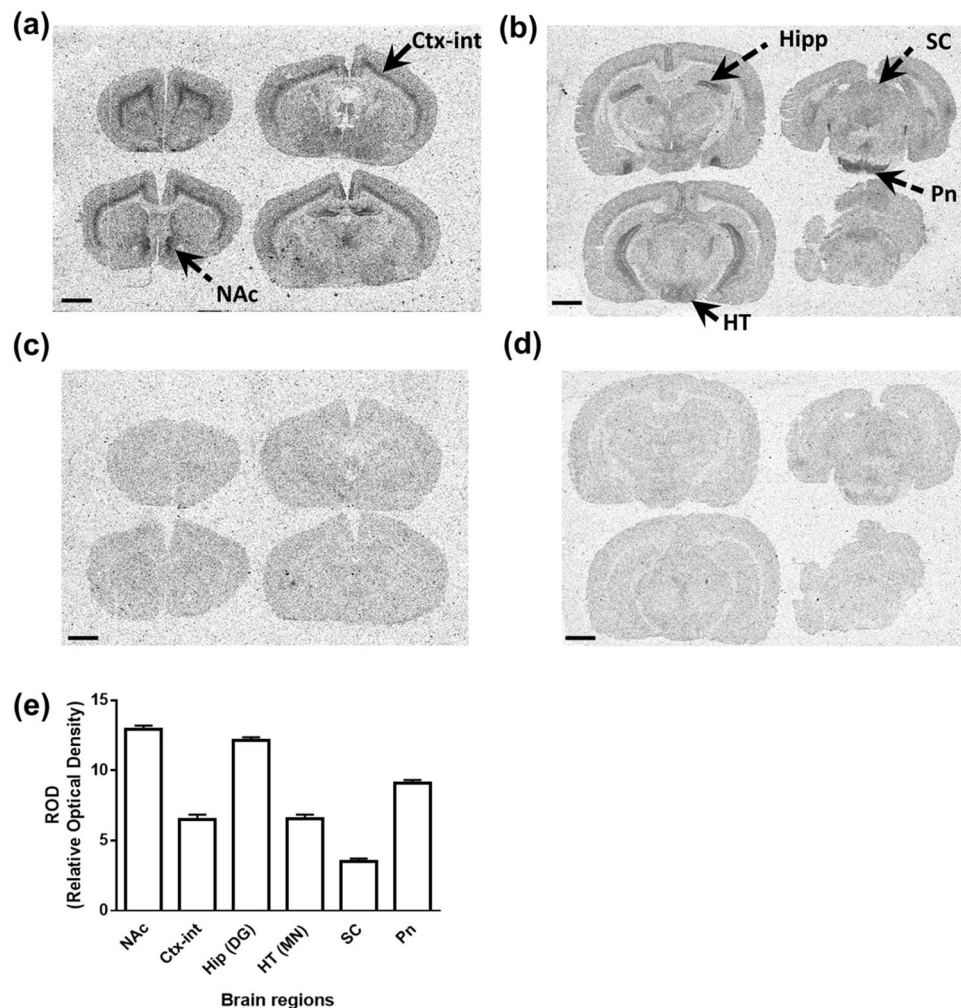 (a)
Ctx-int
NAc
(b)
Hipp
SC
Pn
HT
(c)
(d)
(e)
ROD
(Relative Optical Density)
15
10
5
0
NAc
Ctx-int
Hip (DG)
HT (MN)
SC
Pn
Brain regions